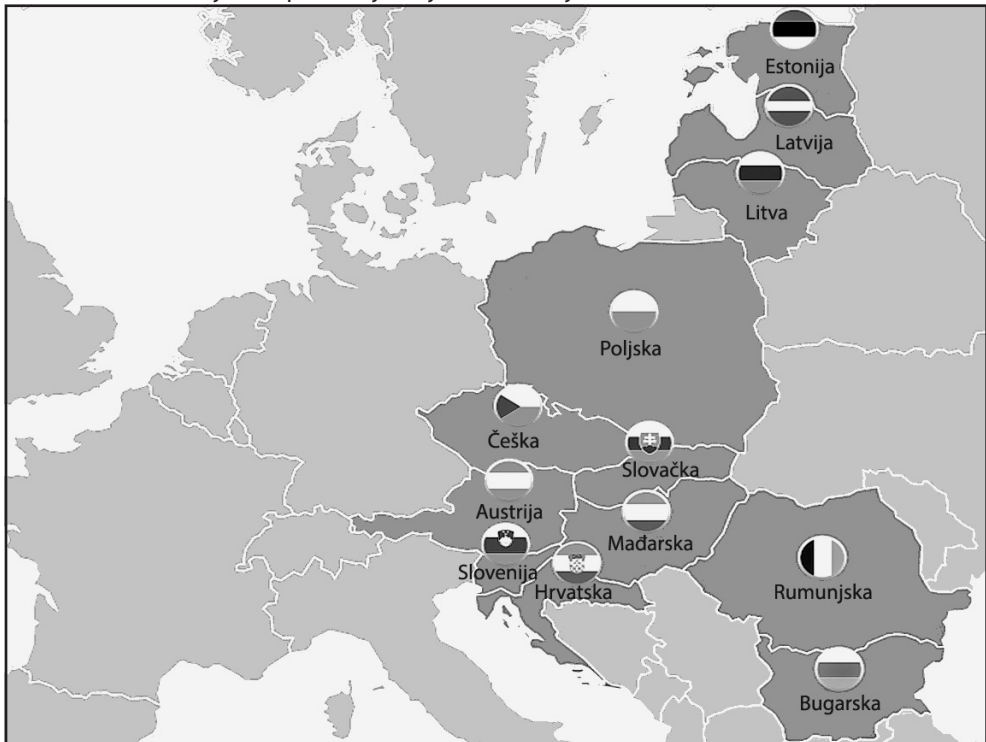 Estonija
Latvija
Litva
Poljska
Češka
Slovačka
Austrija
Mađarska
Slovenija
Hrvatska
Rumunjska
Bugarska